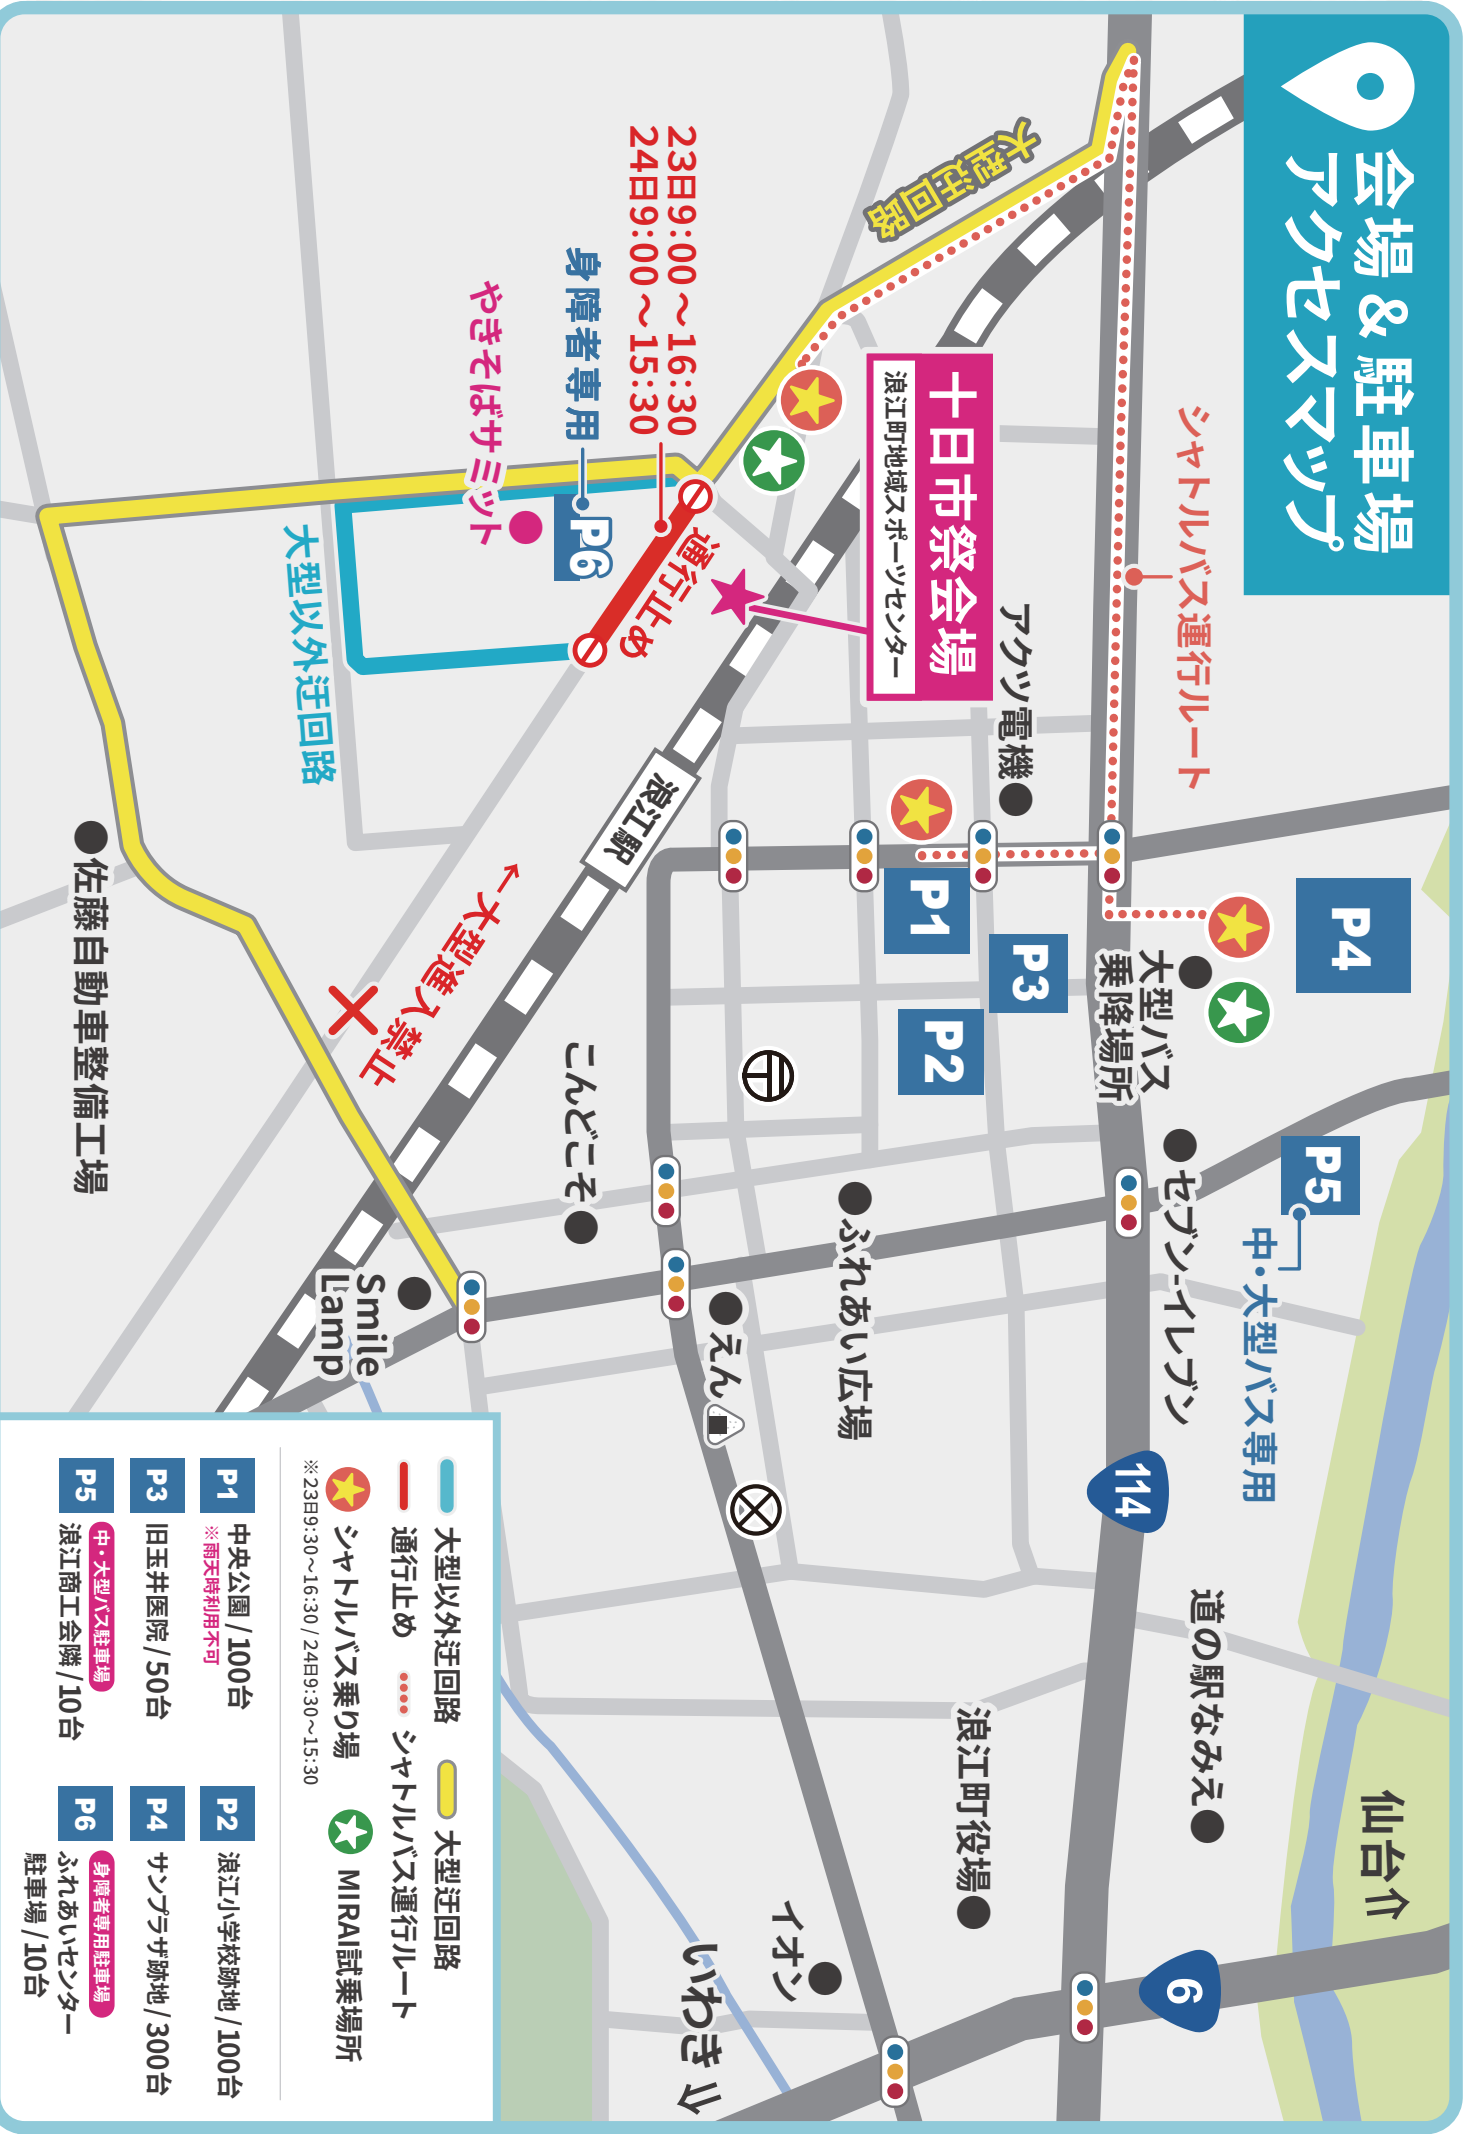 会場 & 駐車場
アクセスマップ
シャトルバス運行ルート
大型迂回路
十日市祭会場
浪江町地域スポーツセンター
アクツ電機
23日9:00～16:30
24日9:00～15:30
身障者専用
やきそばサミット
P6
通行止め
大型以外迂回路
浪江駅
←大型進入禁止
佐藤自動車整備工場
P4
P1
P3
P2
大型バス
乗降場所
P5
中・大型バス専用
セブン-イレブン
こんどこそ
ふれあい広場
えん
Smile
Lamp
114
道の駅なみえ
仙台⇧
浪江町役場
6
イオン
いわき⇩
大型以外迂回路
大型迂回路
通行止め
シャトルバス運行ルート
シャトルバス乗り場
※23日9:30～16:30 / 24日9:30～15:30
MIRAI試乗場所
P1
中央公園 / 100台
※雨天時利用不可
P2
浪江小学校跡地 / 100台
P3
旧玉井医院 / 50台
P4
サンプラザ跡地 / 300台
P5
中・大型バス駐車場
浪江商工会隣 / 10台
P6
身障者専用駐車場
ふれあいセンター
駐車場 / 10台